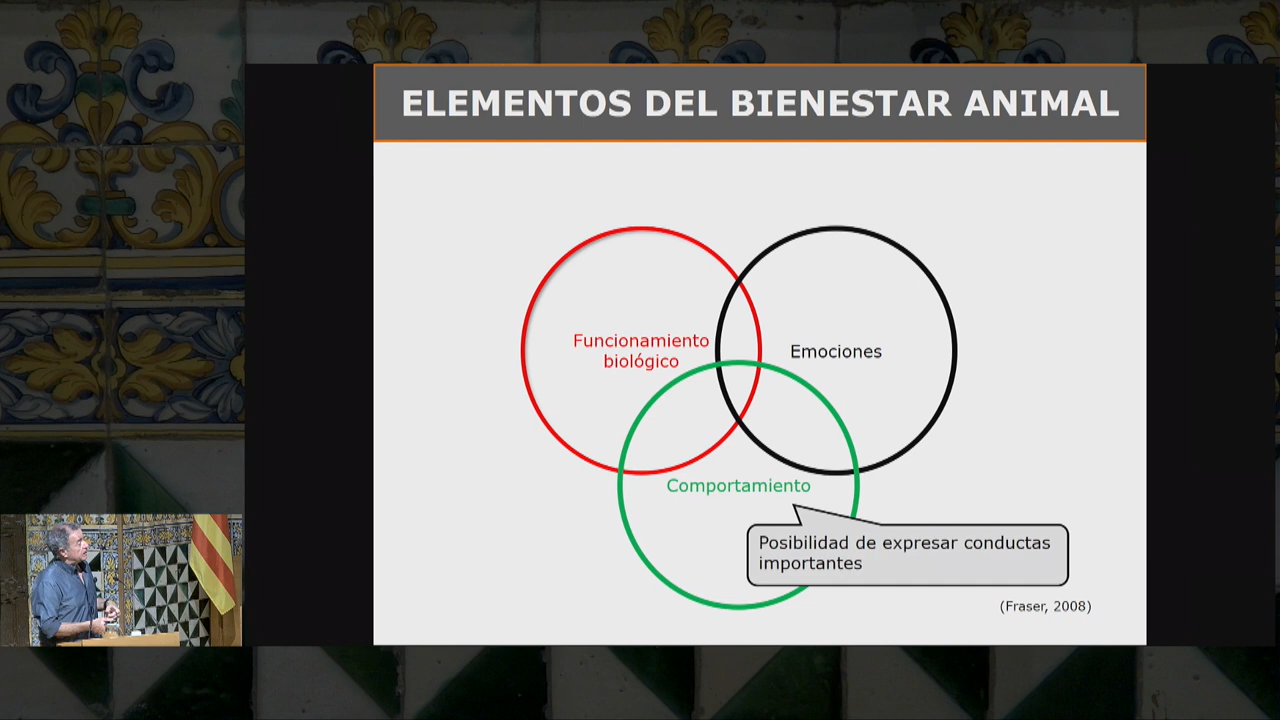 ELEMENTOS DEL BIENESTAR ANIMAL
Funcionamiento
biológico
Emociones
Comportamiento
Posibilidad de expresar conductas
importantes
(Fraser, 2008)